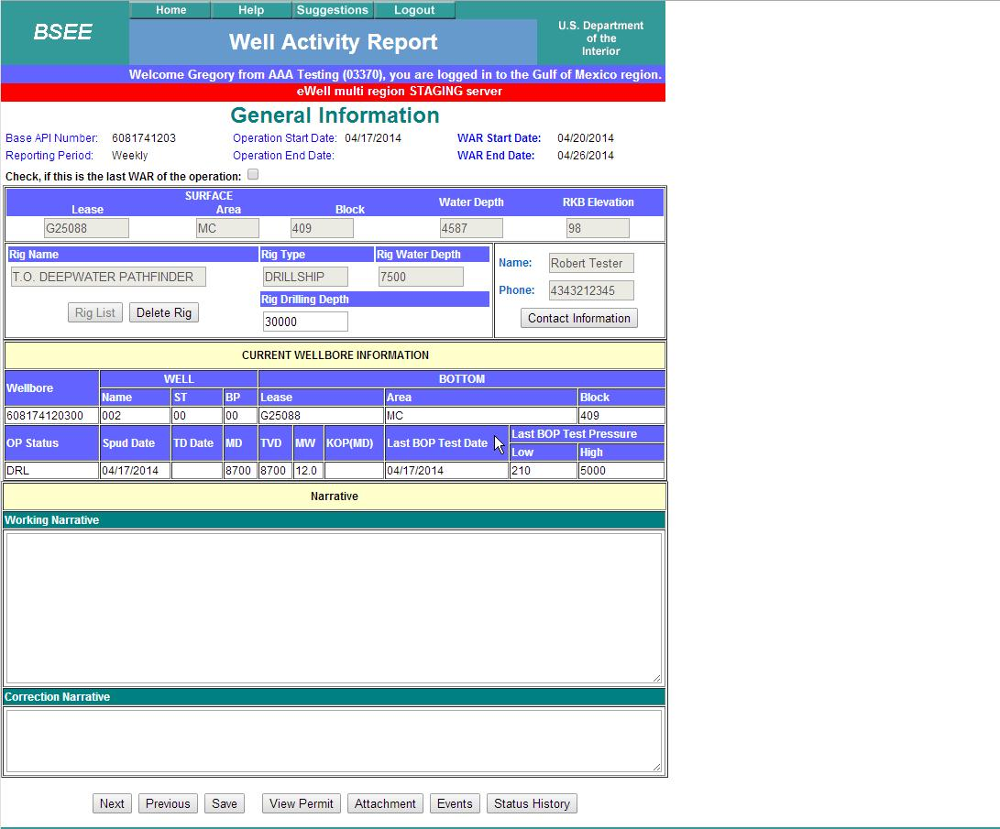 Home Help Suggestions Logout
BSEE
Well Activity Report
U.S. Department
of the
Interior
Welcome Gregory from AAA Testing (03370), you are logged in to the Gulf of Mexico region.
eWell multi region STAGING server
General Information
Base API Number: 6081741203 Operation Start Date: 04/17/2014 WAR Start Date: 04/20/2014
Reporting Period: Weekly Operation End Date: WAR End Date: 04/26/2014
Check, if this is the last WAR of the operation:
SURFACE
Lease Area Block Water Depth RKB Elevation
G25088 MC 409 4587 98
Rig Name Rig Type Rig Water Depth
T.O. DEEPWATER PATHFINDER DRILLSHIP 7500
Rig Drilling Depth
Rig List Delete Rig 30000
Name: Robert Tester
Phone: 4343212345
Contact Information
CURRENT WELLBORE INFORMATION
Wellbore WELL BOTTOM
Name ST BP Lease Area Block
608174120300 002 00 00 G25088 MC 409
OP Status Spud Date TD Date MD TVD MW KOP(MD) Last BOP Test Date Last BOP Test Pressure
Low High
DRL 04/17/2014 8700 8700 12.0 04/17/2014 210 5000
Narrative
Working Narrative
Correction Narrative
Next Previous Save View Permit Attachment Events Status History